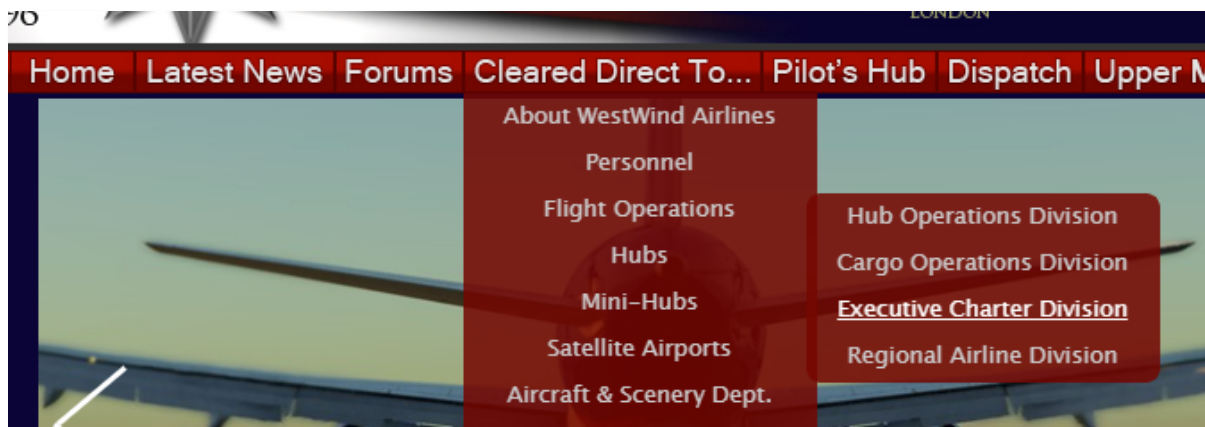 LONDON
Home Latest News Forums Cleared Direct To... Pilot's Hub Dispatch Upper
About WestWind Airlines
Personnel
Flight Operations
Hubs
Mini-Hubs
Satellite Airports
Aircraft & Scenery Dept.
Hub Operations Division
Cargo Operations Division
Executive Charter Division
Regional Airline Division